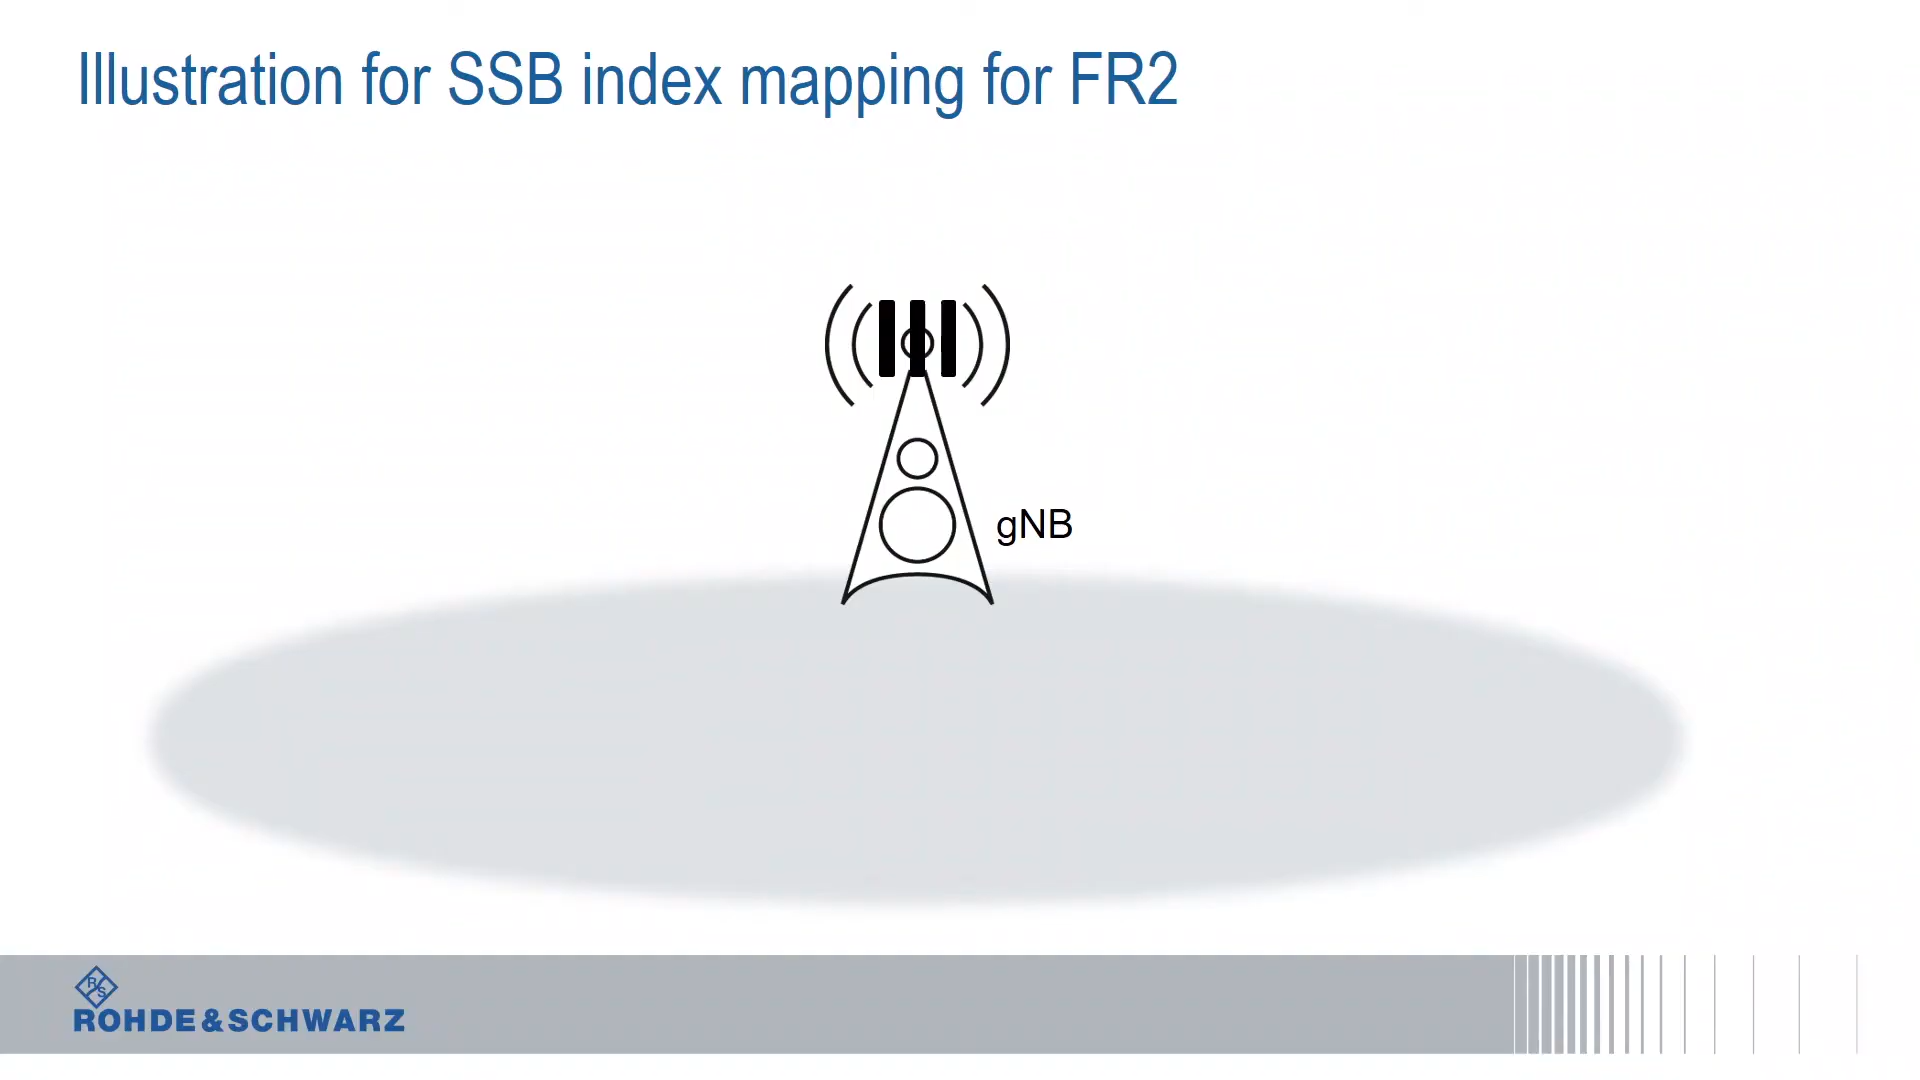 Illustration for SSB index mapping for FR2
gNB
R
S
ROHDE&SCHWARZ